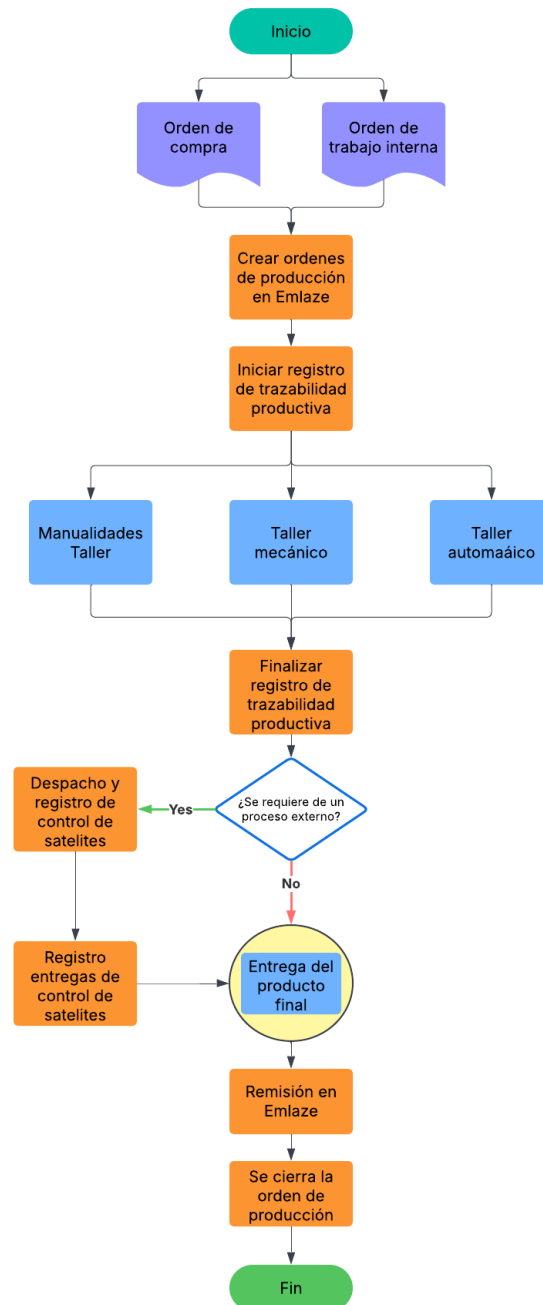 Inicio
Orden de
compra
Orden de
trabajo interna
Crear ordenes
de producción
en Emlaze
Iniciar registro
de trazabilidad
productiva
Manualidades
Taller
Taller
mecánico
Taller
automaáico
Finalizar
registro de
trazabilidad
productiva
¿Se requiere de un
proceso externo?
Yes
Despacho y
registro de
control de
satelites
No
Registro
entregas de
control de
satelites
Entrega del
producto
final
Remisión en
Emlaze
Se cierra la
orden de
producción
Fin